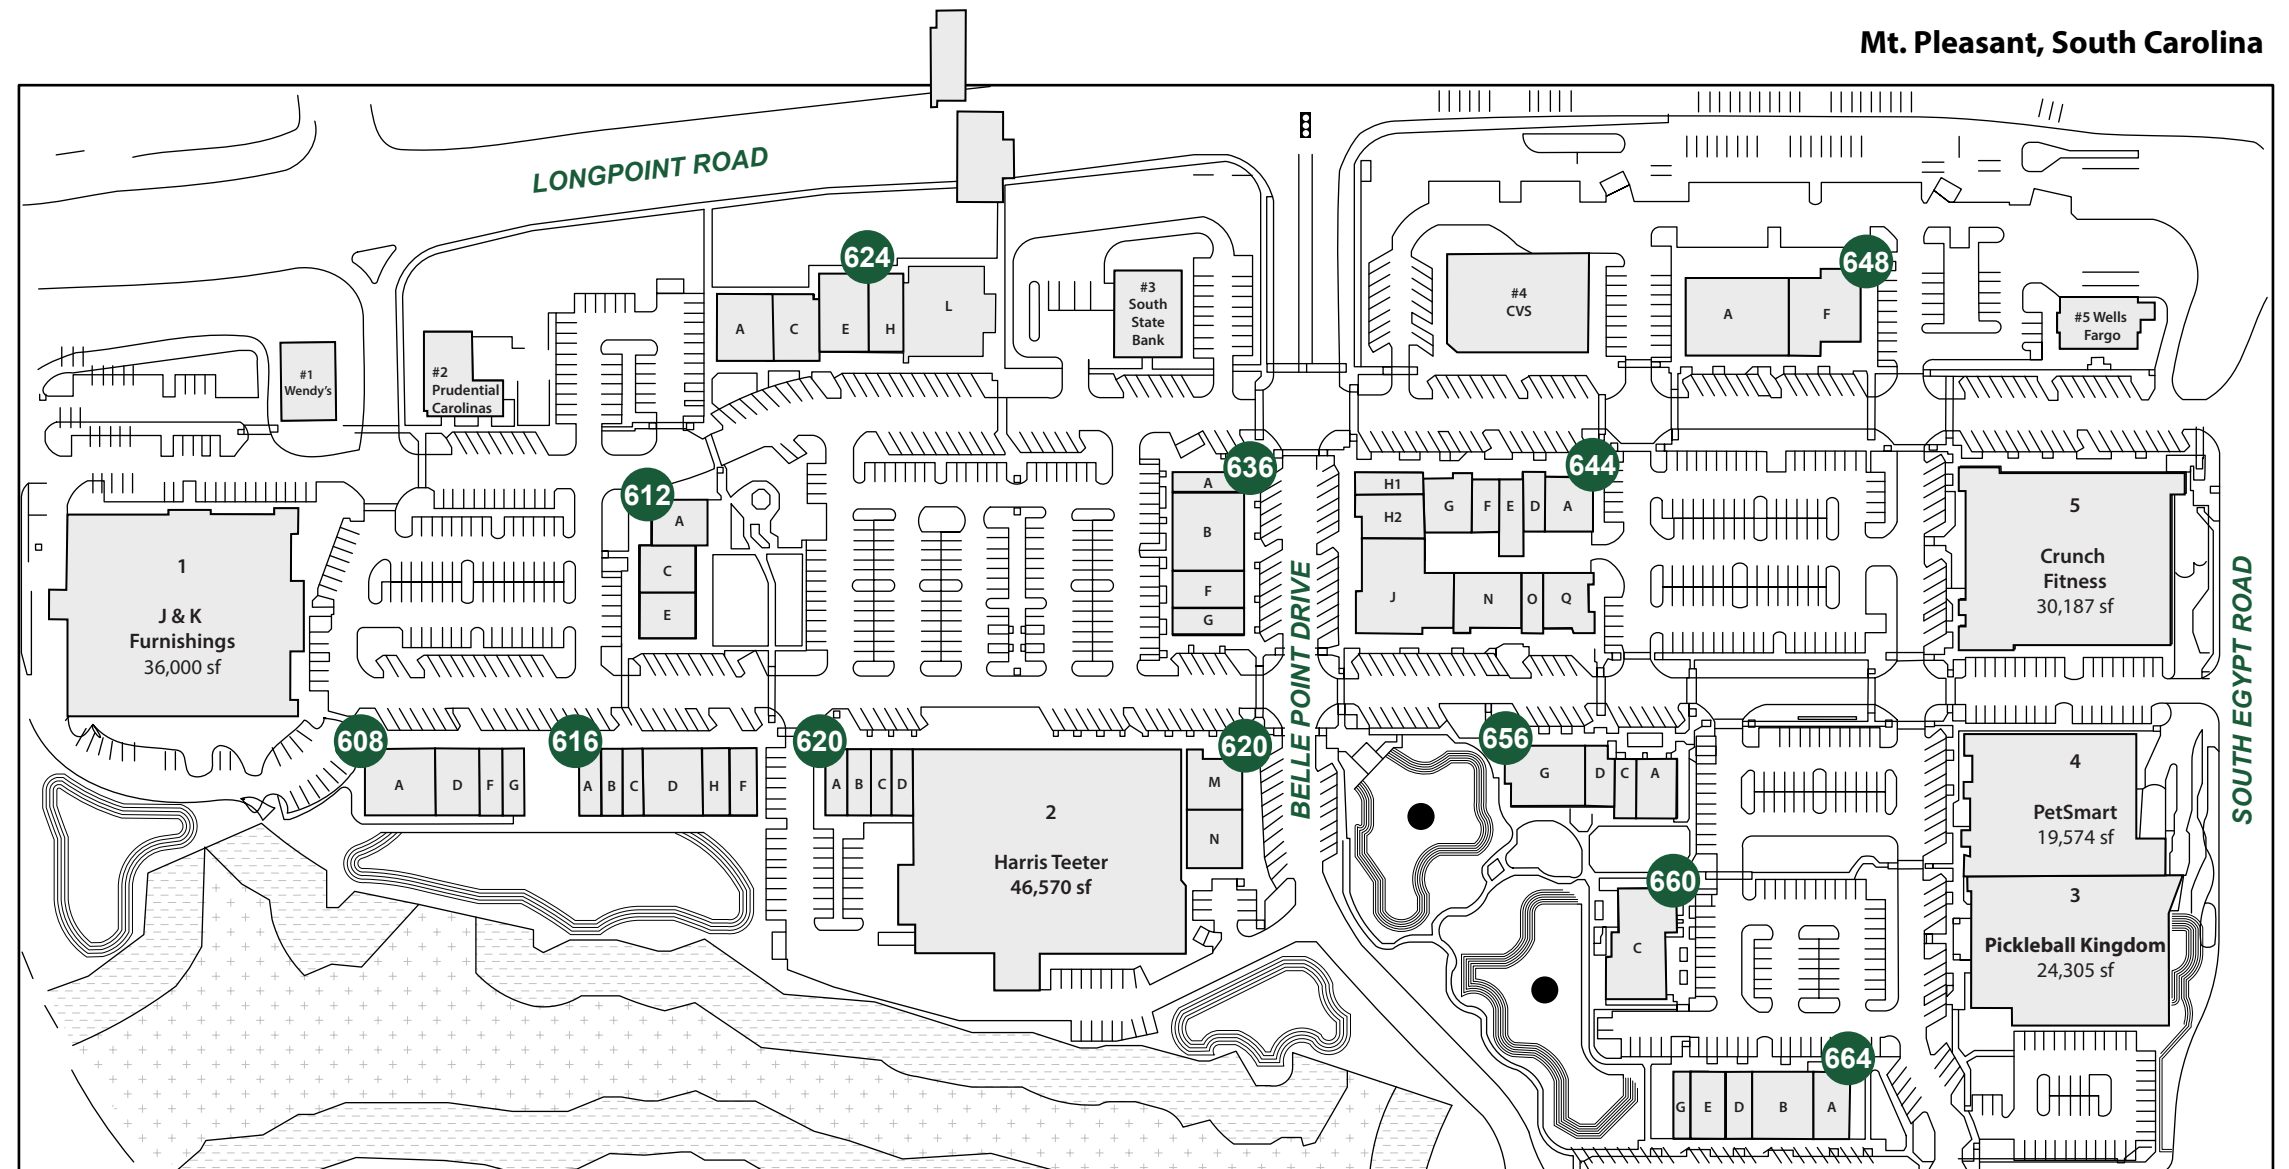 Mt. Pleasant, South Carolina
LONGPOINT ROAD
624
A
C
E
H
L
#3
South
State
Bank
#4
CVS
648
A
F
#5 Wells
Fargo
#1
Wendy's
#2
Prudential
Carolinas
612
A
C
E
636
A
B
F
G
BELLE POINT DRIVE
644
H1
H2
G
F
E
D
A
J
N
O
Q
5
Crunch
Fitness
30,187 sf
SOUTH EGYPT ROAD
1
J & K
Furnishings
36,000 sf
608
A
D
F
G
616
A
B
C
D
H
F
620
A
B
C
D
2
Harris Teeter
46,570 sf
620
M
N
656
G
D
C
A
4
PetSmart
19,574 sf
660
C
3
Pickleball Kingdom
24,305 sf
664
G
E
D
B
A